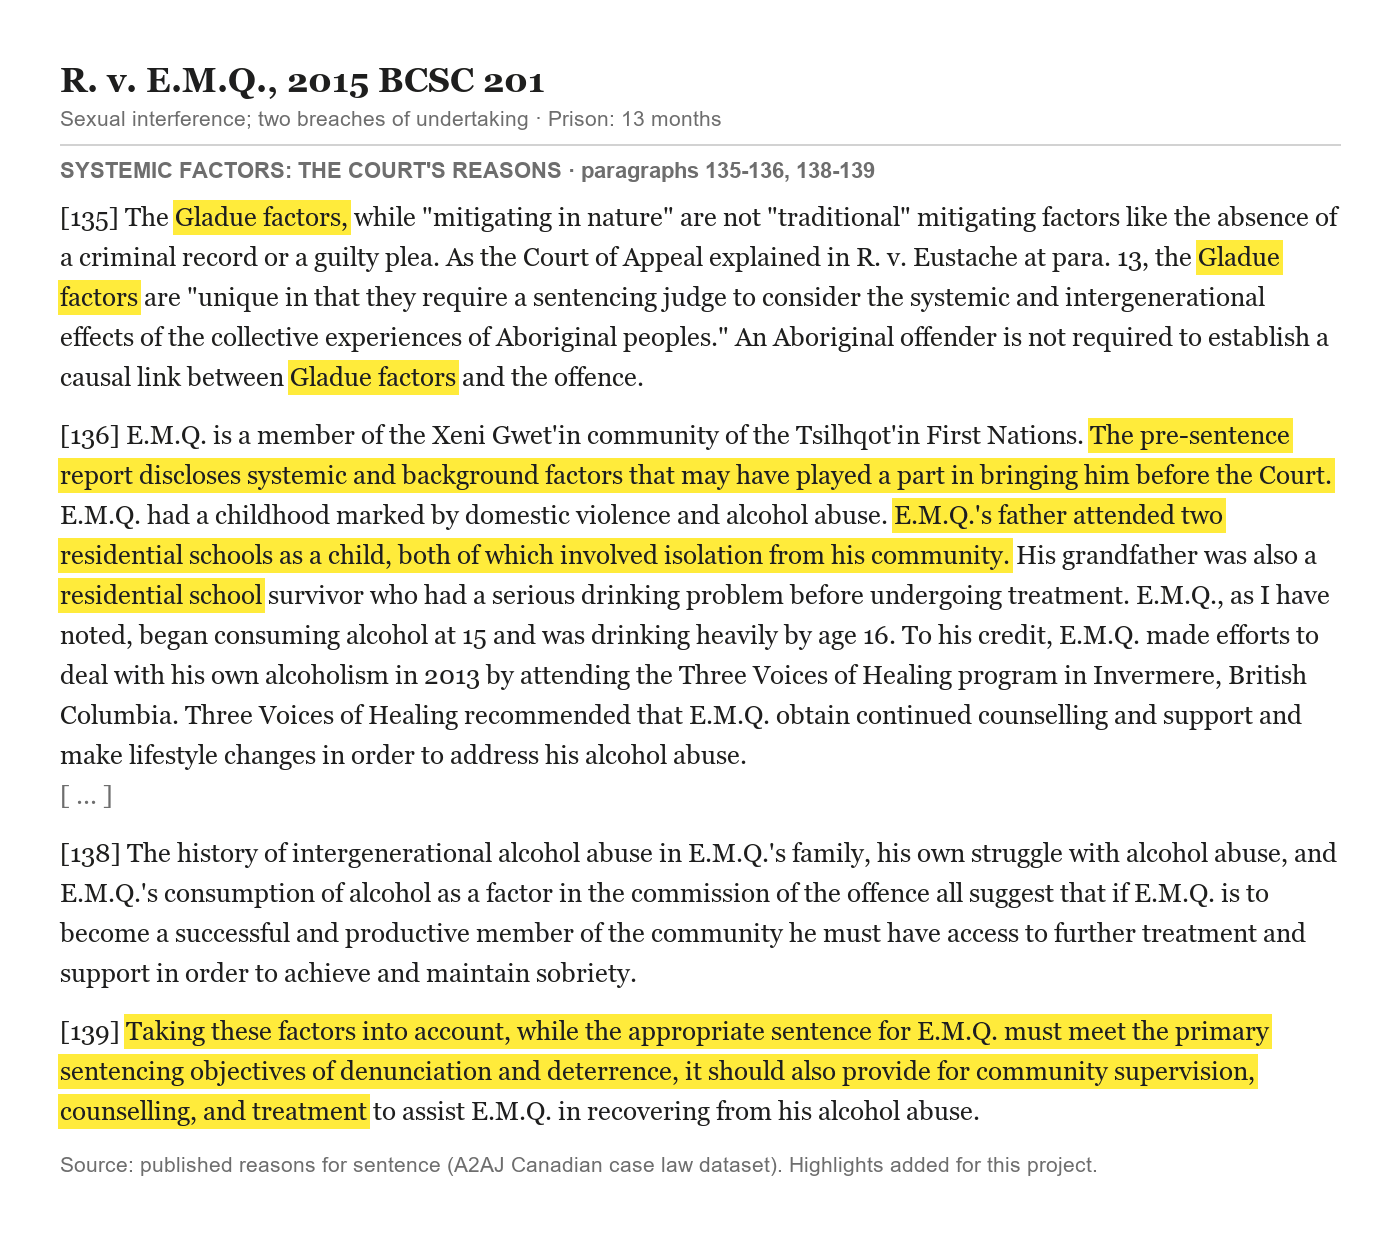 R. v. E.M.Q., 2015 BCSC 201
Sexual interference; two breaches of undertaking · Prison: 13 months
SYSTEMIC FACTORS: THE COURT'S REASONS · paragraphs 135-136, 138-139
[135] The Gladue factors, while "mitigating in nature" are not "traditional" mitigating factors like the absence of
a criminal record or a guilty plea. As the Court of Appeal explained in R. v. Eustache at para. 13, the Gladue
factors are "unique in that they require a sentencing judge to consider the systemic and intergenerational
effects of the collective experiences of Aboriginal peoples." An Aboriginal offender is not required to establish a
causal link between Gladue factors and the offence.
[136] E.M.Q. is a member of the Xeni Gwet'in community of the Tsilhqot'in First Nations. The pre-sentence
report discloses systemic and background factors that may have played a part in bringing him before the Court.
E.M.Q. had a childhood marked by domestic violence and alcohol abuse. E.M.Q.'s father attended two
residential schools as a child, both of which involved isolation from his community. His grandfather was also a
residential school survivor who had a serious drinking problem before undergoing treatment. E.M.Q., as I have
noted, began consuming alcohol at 15 and was drinking heavily by age 16. To his credit, E.M.Q. made efforts to
deal with his own alcoholism in 2013 by attending the Three Voices of Healing program in Invermere, British
Columbia. Three Voices of Healing recommended that E.M.Q. obtain continued counselling and support and
make lifestyle changes in order to address his alcohol abuse.
[ ... ]
[138] The history of intergenerational alcohol abuse in E.M.Q.'s family, his own struggle with alcohol abuse, and
E.M.Q.'s consumption of alcohol as a factor in the commission of the offence all suggest that if E.M.Q. is to
become a successful and productive member of the community he must have access to further treatment and
support in order to achieve and maintain sobriety.
[139] Taking these factors into account, while the appropriate sentence for E.M.Q. must meet the primary
sentencing objectives of denunciation and deterrence, it should also provide for community supervision,
counselling, and treatment to assist E.M.Q. in recovering from his alcohol abuse.
Source: published reasons for sentence (A2AJ Canadian case law dataset). Highlights added for this project.